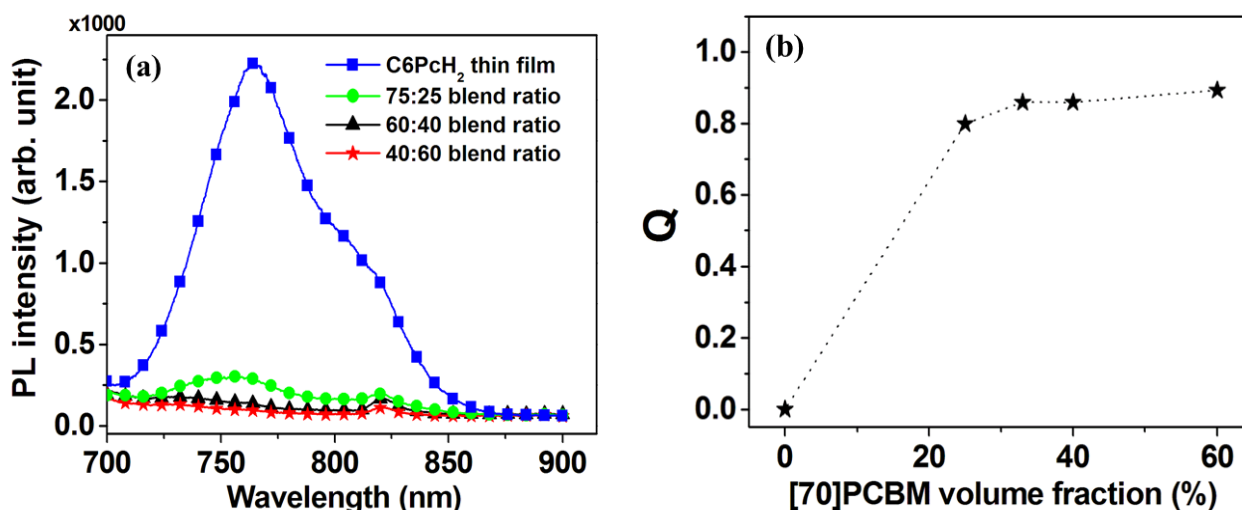 x1000
(a)
C6PcH₂ thin film
75:25 blend ratio
60:40 blend ratio
40:60 blend ratio
PL intensity (arb. unit)
2.0
1.5
1.0
0.5
0.0
700 750 800 850 900
Wavelength (nm)
(b)
Q
1.0
0.8
0.6
0.4
0.2
0.0
0 20 40 60
[70]PCBM volume fraction (%)